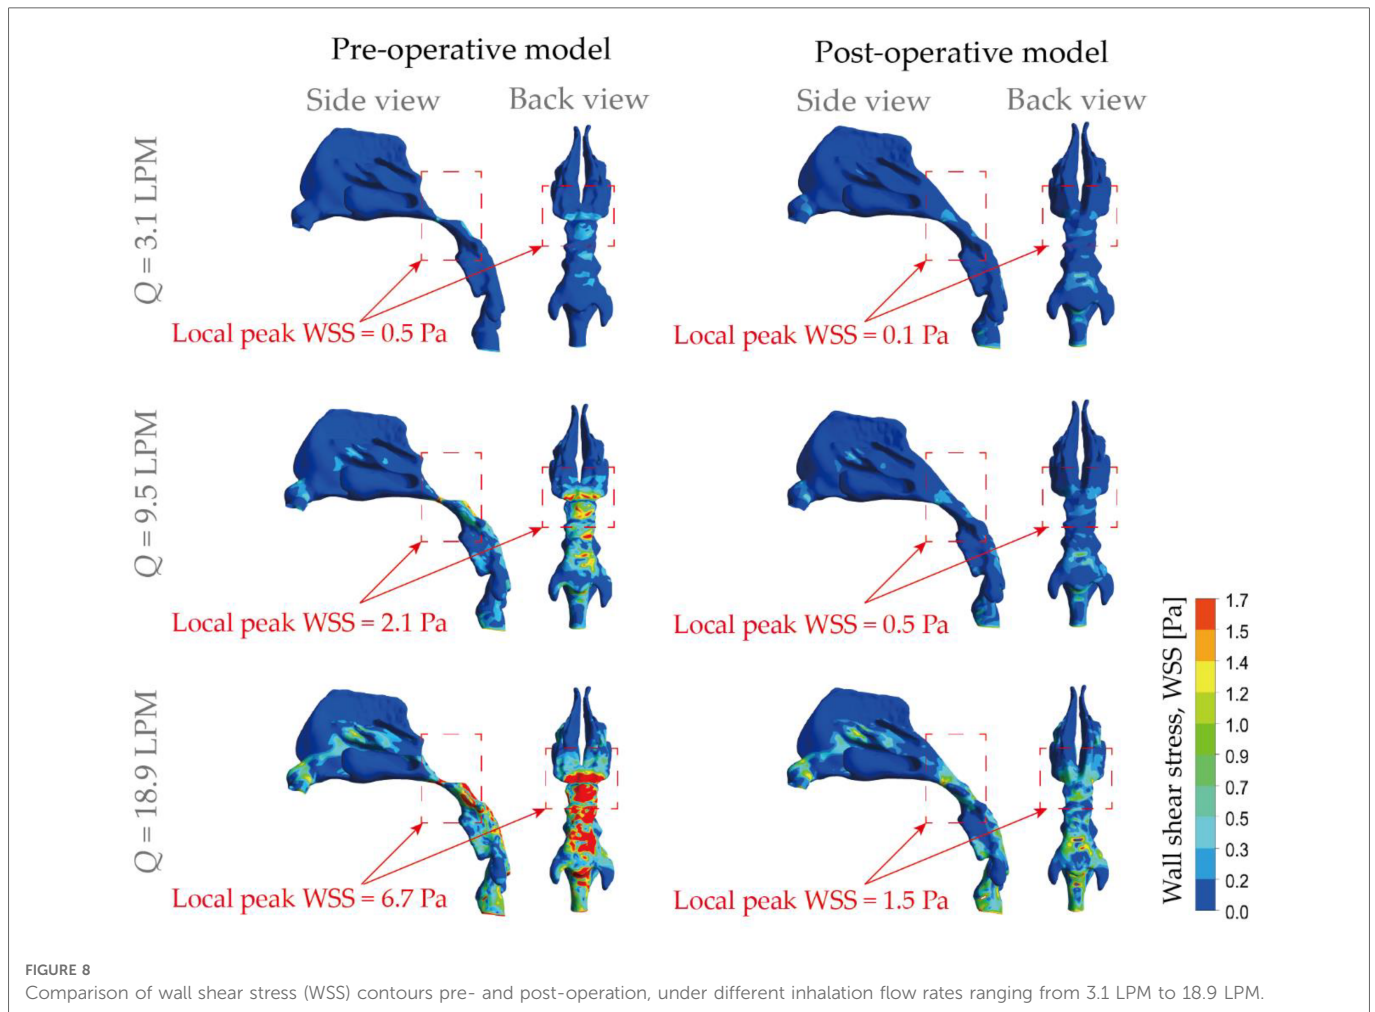 Pre-operative model
Post-operative model
Side view
Back view
Side view
Back view
Q = 3.1 LPM
Local peak WSS = 0.5 Pa
Local peak WSS = 0.1 Pa
Q = 9.5 LPM
Local peak WSS = 2.1 Pa
Local peak WSS = 0.5 Pa
Q = 18.9 LPM
Local peak WSS = 6.7 Pa
Local peak WSS = 1.5 Pa
Wall shear stress, WSS [Pa]
1.7
1.5
1.4
1.2
1.0
0.9
0.7
0.5
0.3
0.2
0.0
FIGURE 8
Comparison of wall shear stress (WSS) contours pre- and post-operation, under different inhalation flow rates ranging from 3.1 LPM to 18.9 LPM.